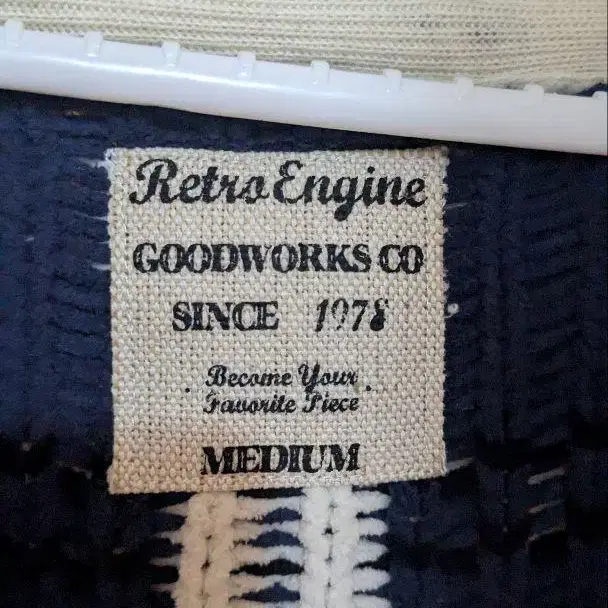 Retro Engine
GOODWORKS CO
SINCE 1978
. Become Your .
Favorite Piece
MEDIUM